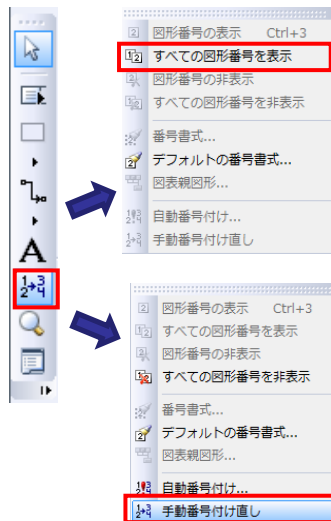 図形番号の表示 Ctrl+3
すべての図形番号を表示
図形番号の非表示
すべての図形番号を非表示
番号書式...
デフォルトの番号書式...
図表親図形...
自動番号付け...
手動番号付け直し
A
図形番号の表示 Ctrl+3
すべての図形番号を表示
図形番号の非表示
すべての図形番号を非表示
番号書式...
デフォルトの番号書式...
図表親図形...
自動番号付け...
手動番号付け直し